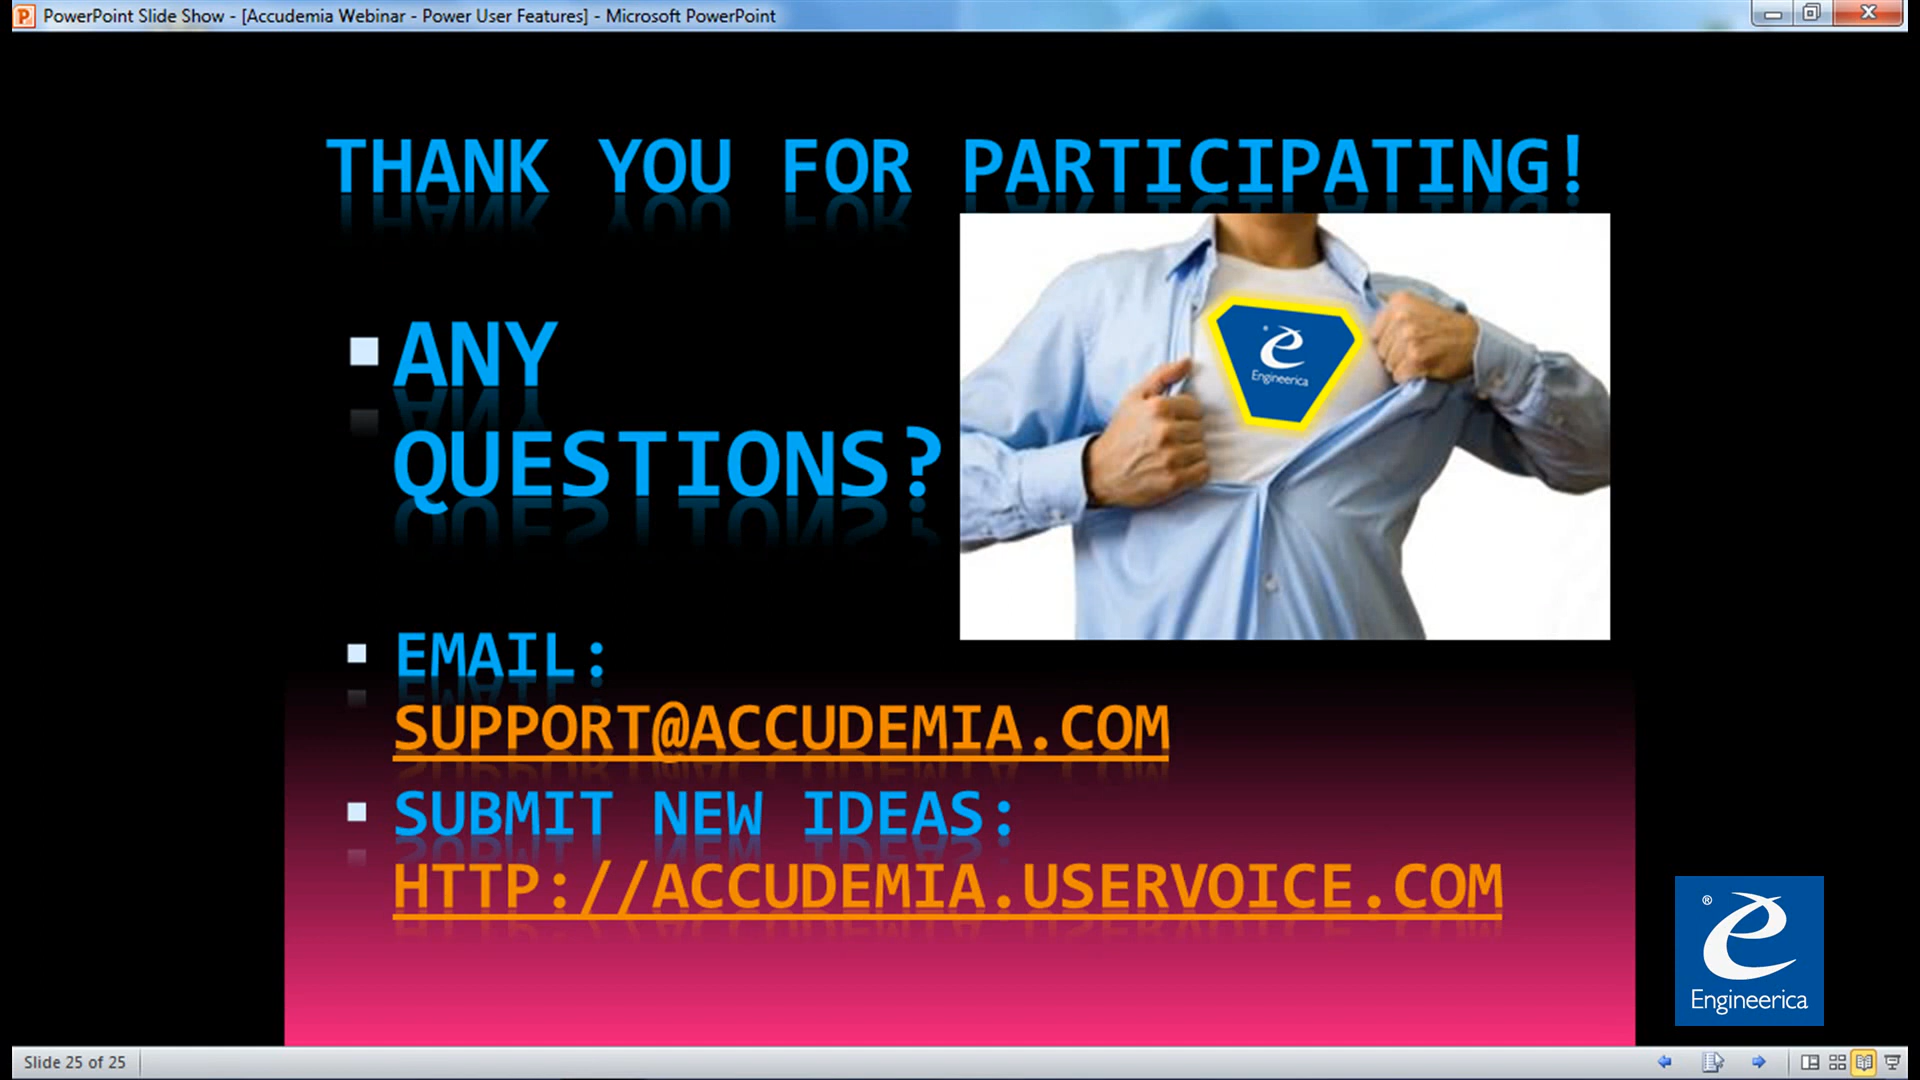 PowerPoint Slide Show - [Accudemia Webinar - Power User Features] - Microsoft PowerPoint
THANK YOU FOR PARTICIPATING!
ANY
QUESTIONS?
® e
Engineerica
EMAIL:
SUPPORT@ACCUDEMIA.COM
SUBMIT NEW IDEAS:
HTTP://ACCUDEMIA.USERVOICE.COM
® e
Engineerica
Slide 25 of 25